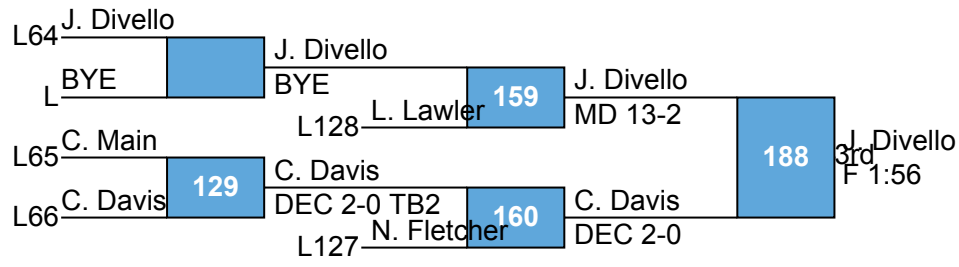 L64 J. Divello
L BYE
J. Divello
BYE
L128 L. Lawler
159
J. Divello
MD 13-2
L65 C. Main
L66 C. Davis
129
C. Davis
DEC 2-0 TB2
L127 N. Fletcher
160
C. Davis
DEC 2-0
188
3rd
J. Divello
F 1:56